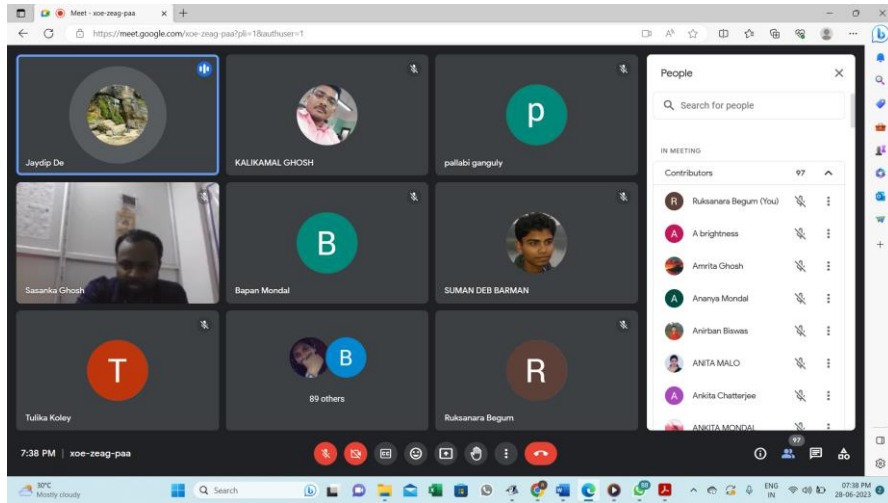 Meet - xoe-zeag-paa
https://meet.google.com/xoe-zeag-paa?pli=1&authuser=1
Jaydip De
KALIKAMAL GHOSH
p
pallabi ganguly
Sasanka Ghosh
B
Bapan Mondal
SUMAN DEB BARMAN
T
Tulika Koley
B
89 others
R
Ruksanara Begum
People
Search for people
IN MEETING
Contributors 97
R Ruksanara Begum (You)
A A brightness
Amrita Ghosh
A Ananya Mondal
Anirban Biswas
ANITA MALO
A Ankita Chatterjee
ANKITA MONDAL
7:38 PM | xoe-zeag-paa
97
30°C
Mostly cloudy
Search
ENG
IN
07:38 PM
28-06-2023